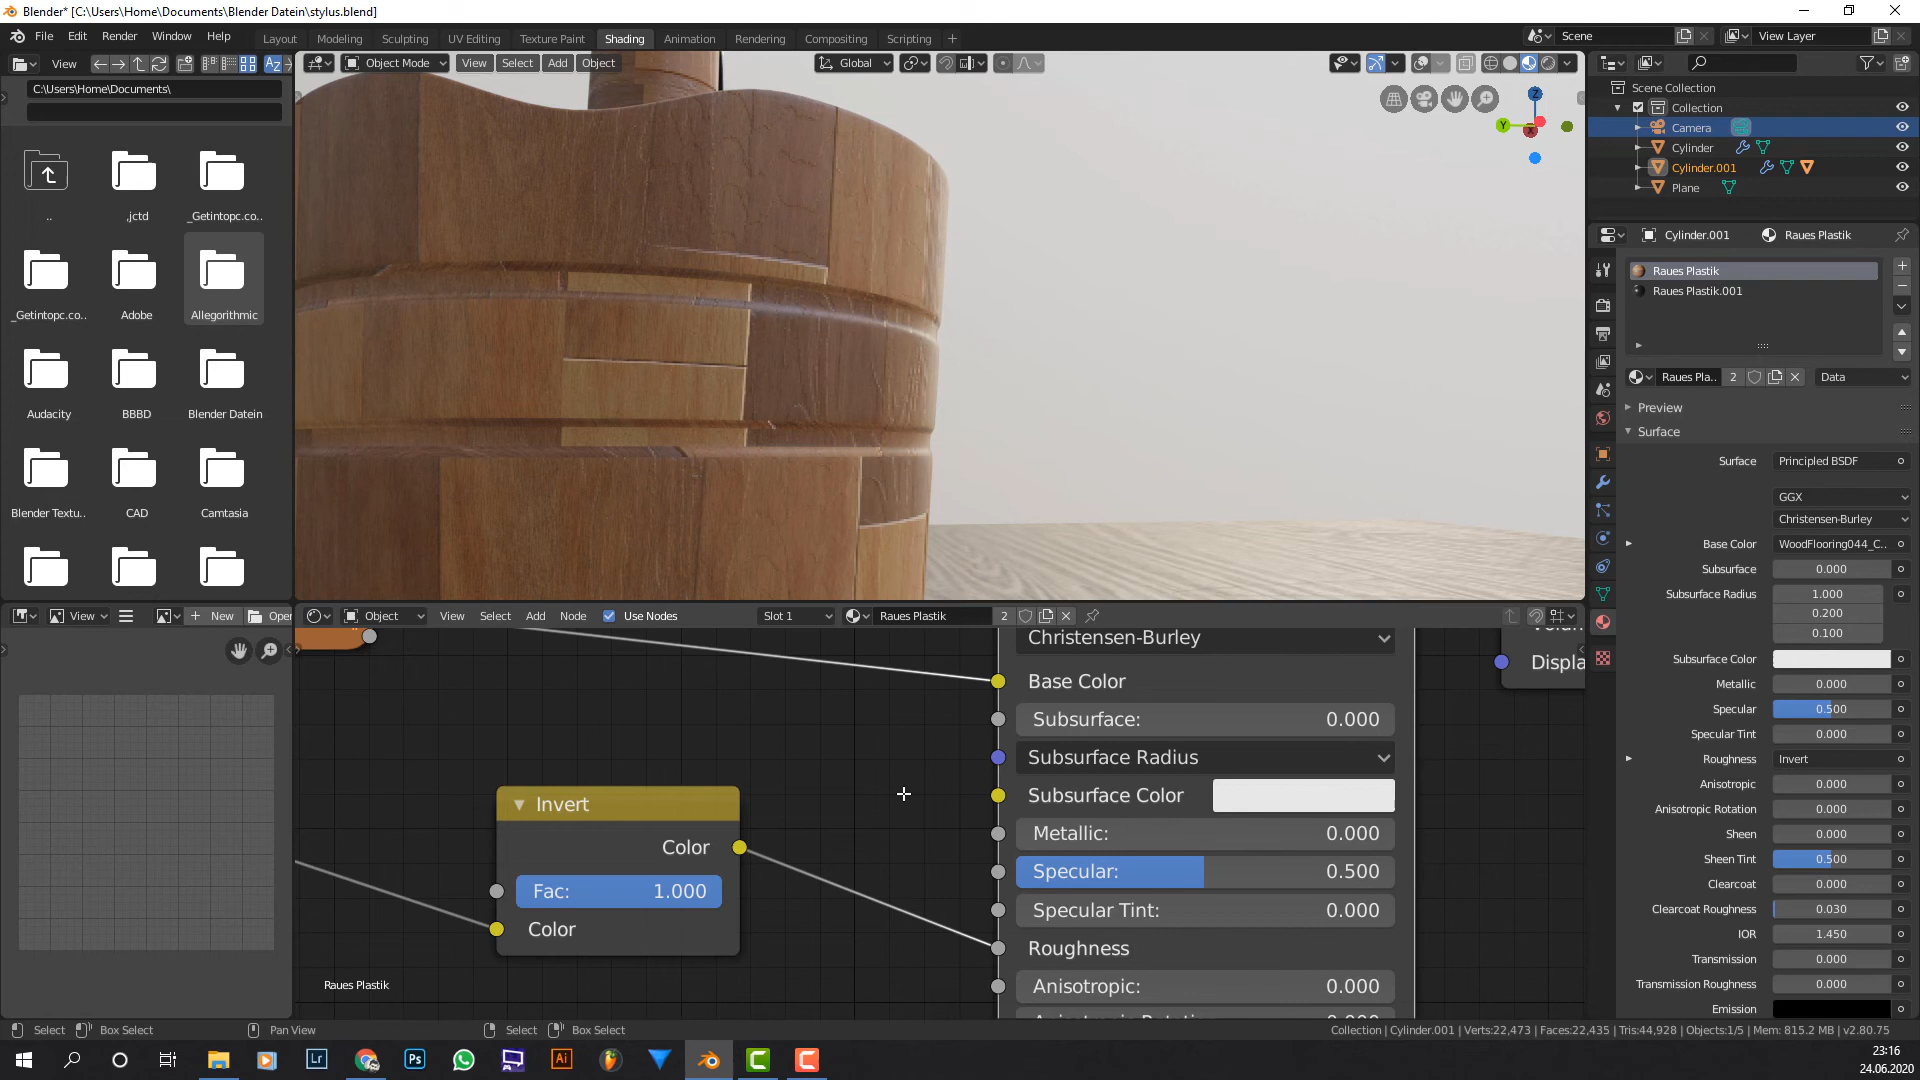 Blender* [C:\Users\Home\Documents\Blender Datein\stylus.blend]
File Edit Render Window Help
Layout Modeling Sculpting UV Editing Texture Paint Shading Animation Rendering Compositing Scripting
Scene
View Layer
View
Object Mode View Select Add Object
Global
C:\Users\Home\Documents\
..
,jctd
_Getintopc.co..
_Getintopc.co..
Adobe
Allegorithmic
Audacity
BBBD
Blender Datein
Blender Textu..
CAD
Camtasia
Z
Y
Scene Collection
Collection
Camera
Cylinder
Cylinder.001
Plane
Cylinder.001
Raues Plastik
Raues Plastik
Raues Plastik.001
Raues Pla..
2
Data
Preview
Surface
Surface Principled BSDF
GGX
Christensen-Burley
Base Color WoodFlooring044_C..
Subsurface 0.000
Subsurface Radius 1.000
0.200
0.100
Subsurface Color
Metallic 0.000
Specular 0.500
Specular Tint 0.000
Roughness Invert
Anisotropic 0.000
Anisotropic Rotation 0.000
Sheen 0.000
Sheen Tint 0.500
Clearcoat 0.000
Clearcoat Roughness 0.030
IOR 1.450
Transmission 0.000
Transmission Roughness 0.000
Emission
View
New
Open
Object View Select Add Node Use Nodes
Slot 1
Raues Plastik
2
Christensen-Burley
Base Color
Subsurface: 0.000
Subsurface Radius
Subsurface Color
Metallic: 0.000
Specular: 0.500
Specular Tint: 0.000
Roughness
Anisotropic: 0.000
Displa
Invert
Color
Fac: 1.000
Color
Raues Plastik
Select Box Select Pan View Select Box Select
Collection | Cylinder.001 | Verts:22,473 | Faces:22,435 | Tris:44,928 | Objects:1/5 | Mem: 815.2 MB | v2.80.75
Lr
Ps
Ai
23:16
24.06.2020